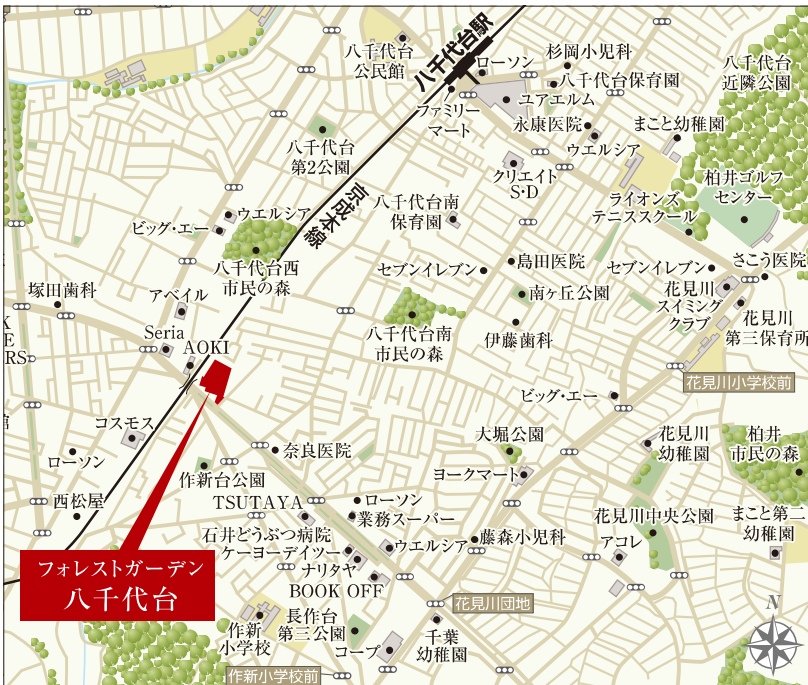 八千代台
公民館
八千代台駅
ローソン
杉岡小児科
八千代台
近隣公園
八千代台保育園
ファミリー
マート
ユアエルム
永康医院
ウエルシア
まこと幼稚園
八千代台
第2公園
クリエイト
S・D
柏井ゴルフ
センター
京成本線
八千代台南
保育園
ライオンズ
テニススクール
ビッグ・エー
ウエルシア
八千代台西
市民の森
セブンイレブン
島田医院
セブンイレブン
さこう医院
塚田歯科
アベイル
南ヶ丘公園
花見川
スイミング
クラブ
花見川
第三保育所
K
E
RS
Seria
AOKI
八千代台南
市民の森
伊藤歯科
花見川小学校前
ビッグ・エー
館
コスモス
ローソン
奈良医院
大堀公園
花見川
幼稚園
柏井
市民の森
作新台公園
ヨークマート
西松屋
TSUTAYA
ローソン
業務スーパー
花見川中央公園
まこと第二
幼稚園
石井どうぶつ病院
ケーヨーデイツー
ウエルシア
藤森小児科
アコレ
フォレストガーデン
八千代台
ナリタヤ
BOOK OFF
花見川団地
N
作新
小学校
長作台
第三公園
コープ
千葉
幼稚園
作新小学校前